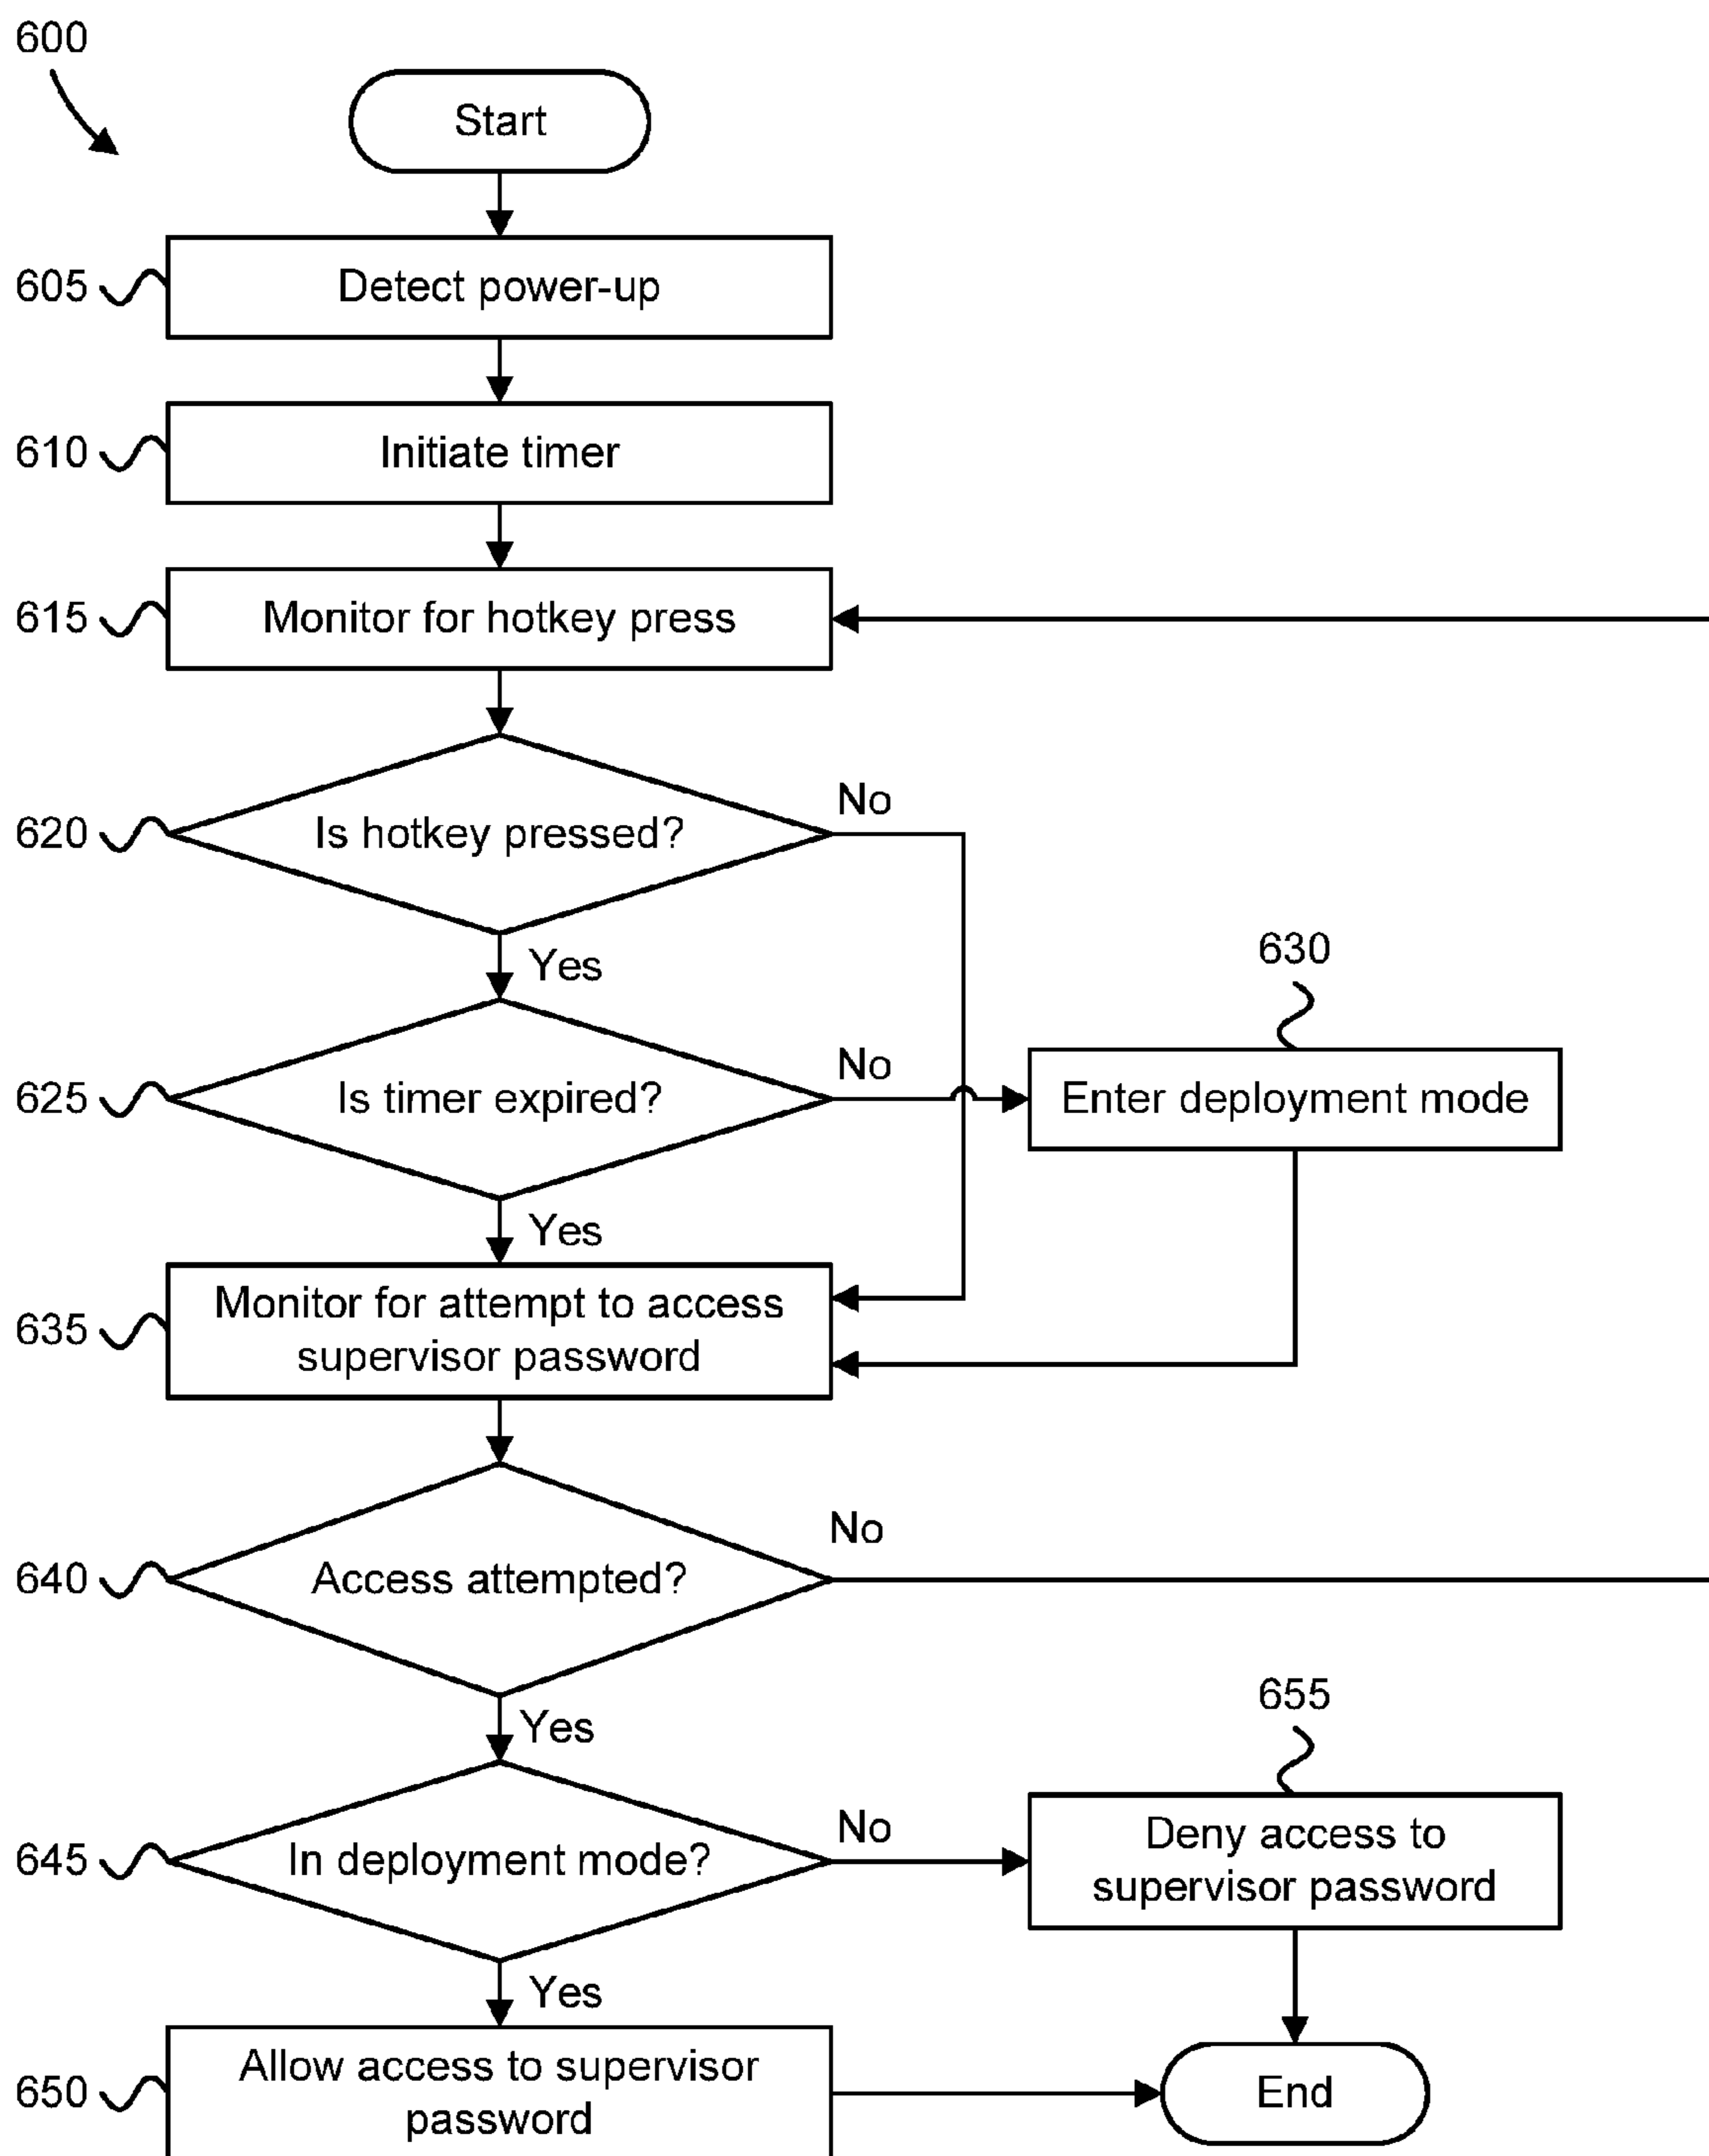 600
Start
605
Detect power-up
610
Initiate timer
615
Monitor for hotkey press
620
Is hotkey pressed?
No
Yes
630
625
Is timer expired?
No
Enter deployment mode
Yes
635
Monitor for attempt to access
supervisor password
640
Access attempted?
No
Yes
655
645
In deployment mode?
No
Deny access to
supervisor password
Yes
650
Allow access to supervisor
password
End